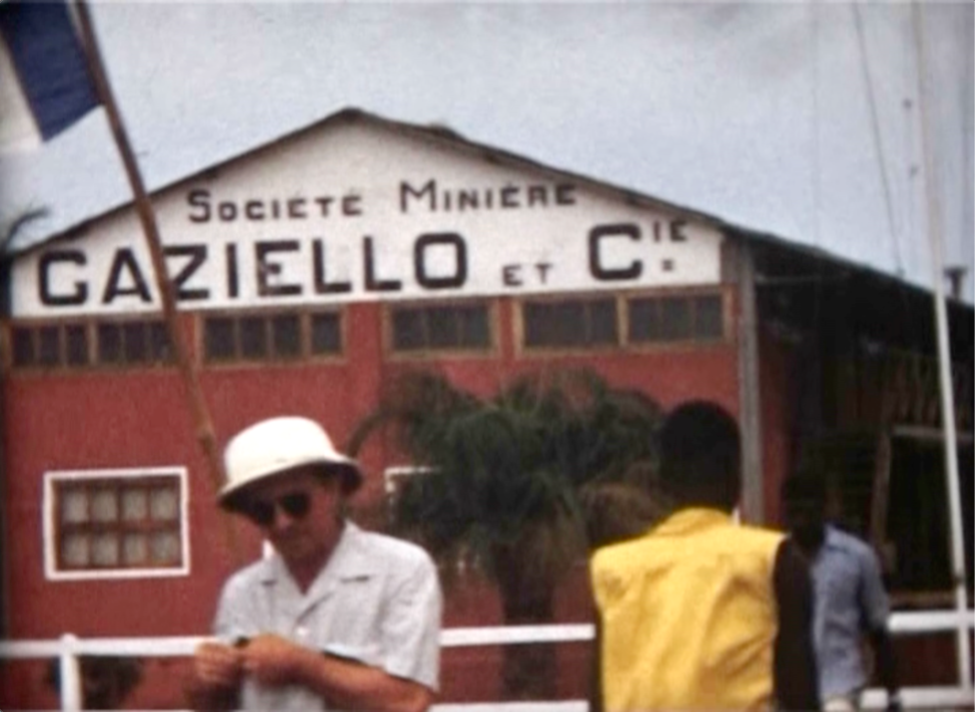 SOCIÉTÉ MINIÈRE
GAZIELLO ET CIE.